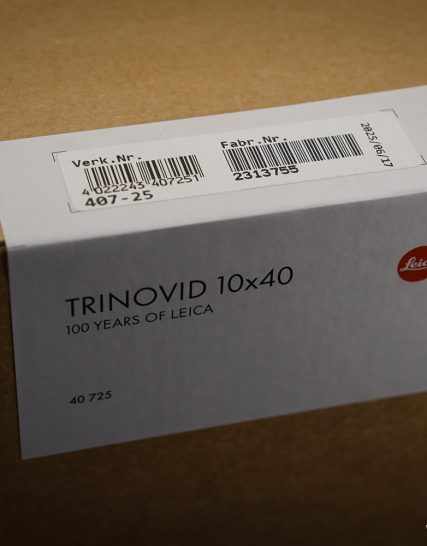 Verk.Nr.
4 022243 407251
407-25
Fabr.Nr.
2313755
2025/06/17
TRINOVID 10x40
100 YEARS OF LEICA
40 725
Leica